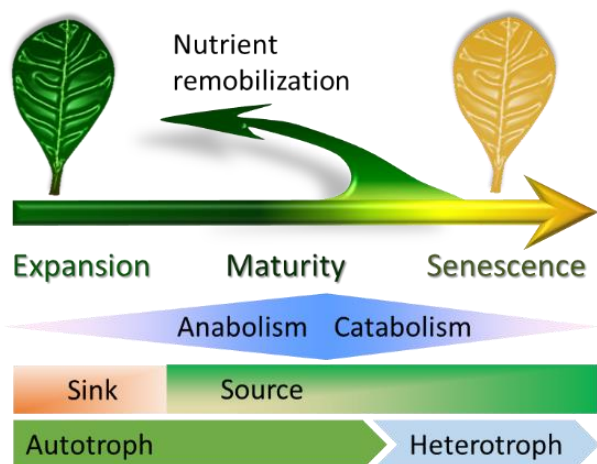 Nutrient
remobilization
Expansion Maturity Senescence
Anabolism Catabolism
Sink Source
Autotroph Heterotroph